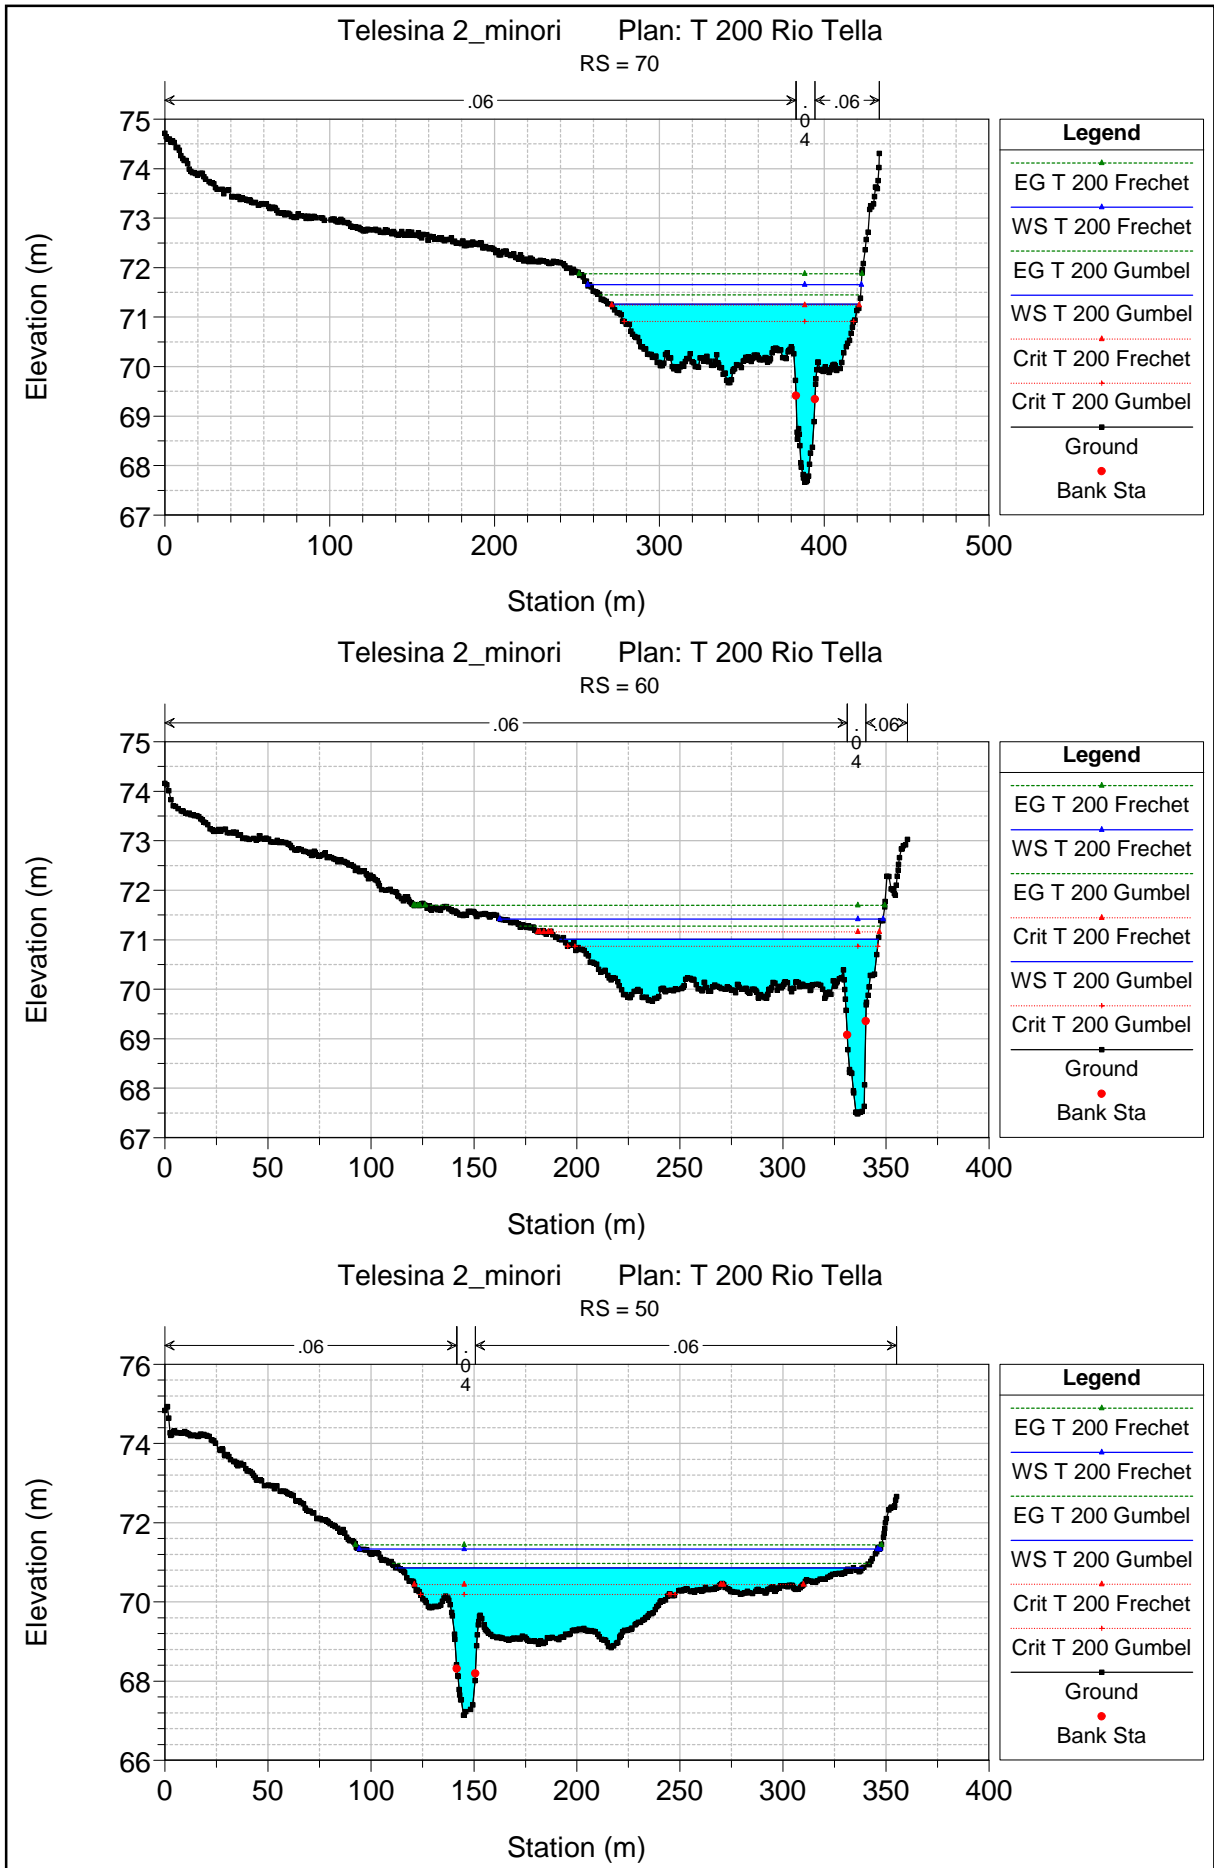 Telesina 2_minori Plan: T 200 Rio Tella
RS = 70
.06 .04 .06
75
74
73
72
71
70
69
68
67
Elevation (m)
0 100 200 300 400 500
Station (m)
Legend
EG T 200 Frechet
WS T 200 Frechet
EG T 200 Gumbel
WS T 200 Gumbel
Crit T 200 Frechet
Crit T 200 Gumbel
Ground
Bank Sta
Telesina 2_minori Plan: T 200 Rio Tella
RS = 60
.06 .04 .06
75
74
73
72
71
70
69
68
67
Elevation (m)
0 50 100 150 200 250 300 350 400
Station (m)
Legend
EG T 200 Frechet
WS T 200 Frechet
EG T 200 Gumbel
Crit T 200 Frechet
WS T 200 Gumbel
Crit T 200 Gumbel
Ground
Bank Sta
Telesina 2_minori Plan: T 200 Rio Tella
RS = 50
.06 .04 .06
76
74
72
70
68
66
Elevation (m)
0 50 100 150 200 250 300 350 400
Station (m)
Legend
EG T 200 Frechet
WS T 200 Frechet
EG T 200 Gumbel
WS T 200 Gumbel
Crit T 200 Frechet
Crit T 200 Gumbel
Ground
Bank Sta